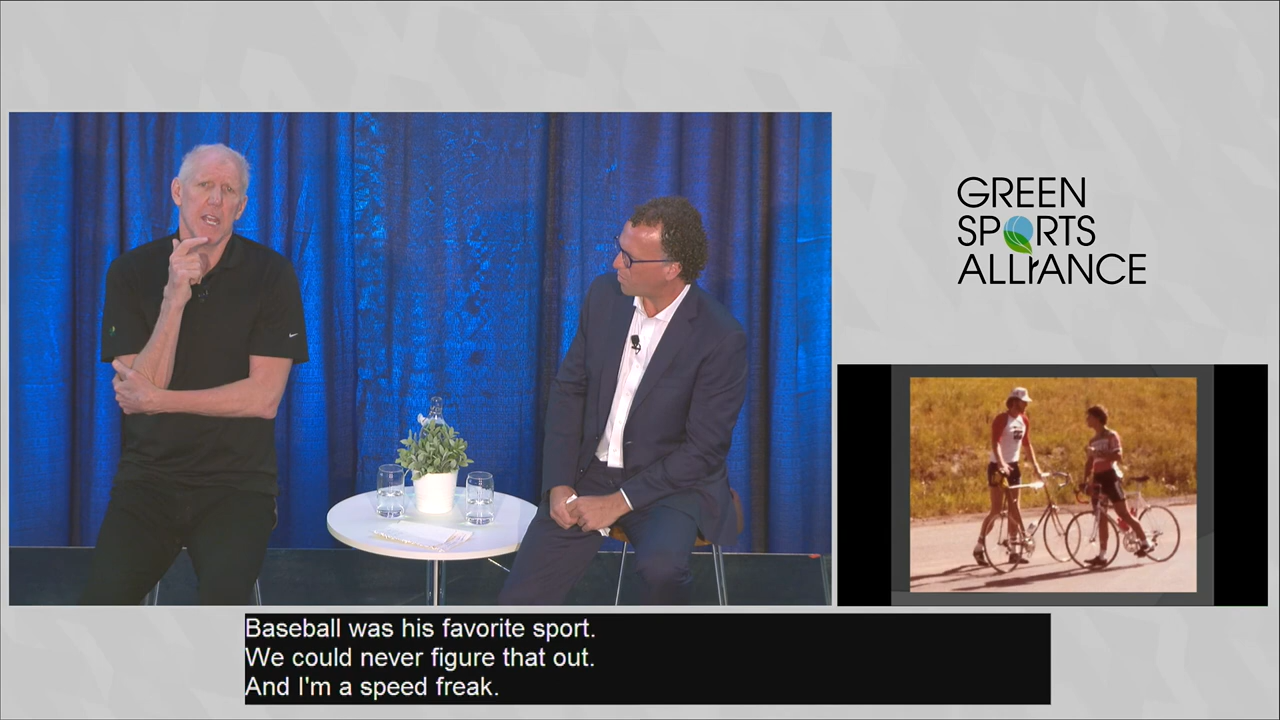 GREEN
SPORTS
ALLIANCE
Baseball was his favorite sport.
We could never figure that out.
And I'm a speed freak.